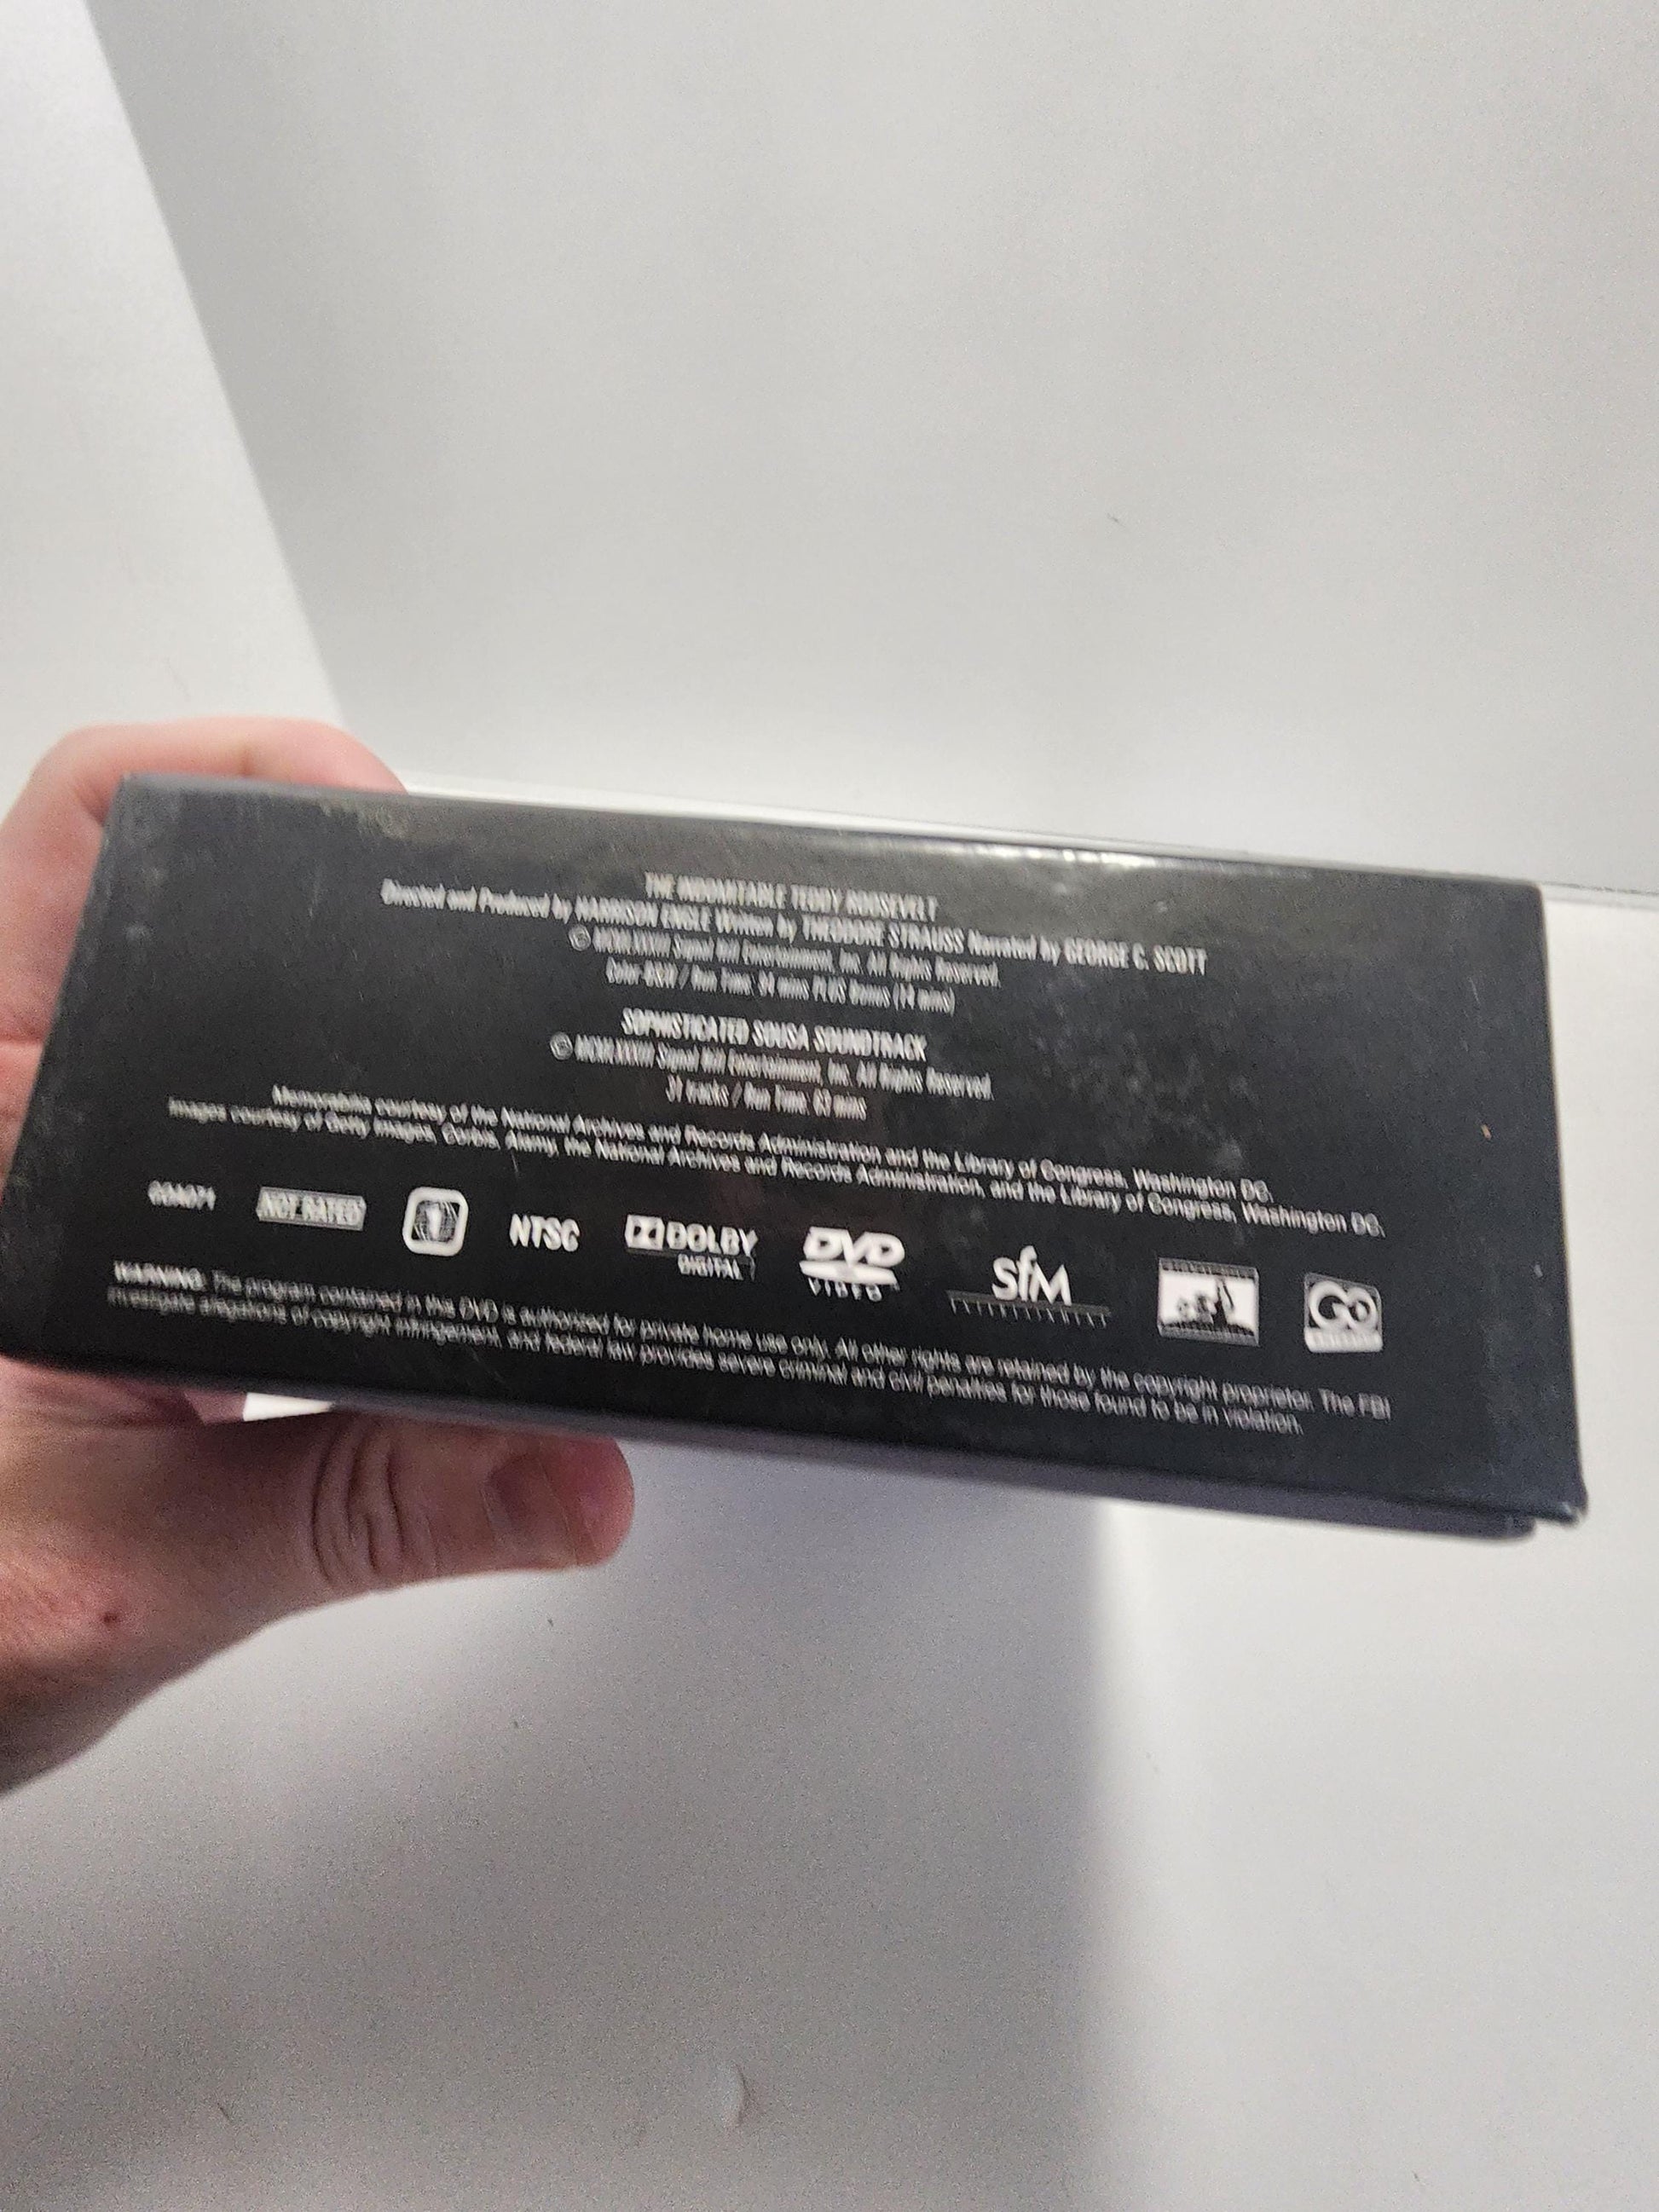 THE INDOMITABLE TEDDY ROOSEVELT
Directed and Produced by HARRISON ENGLE Written by THEODORE STRAUSS Narrated by GEORGE C. SCOTT
© Signal Hill Entertainment, Inc. All Rights Reserved.
Color-B&W / Run Time: 94 mins PLUS Bonus (14 mins)
SOPHISTICATED SOUSA SOUNDTRACK
Signal Hill Entertainment, Inc. All Rights Reserved.
tracks / Run Time: 63 mins
Memorabilia courtesy of the National Archives and Records Administration and the Library of Congress, Washington DC.
Images courtesy of Getty Images, Corbis, Alamy, the National Archives and Records Administration, and the Library of Congress, Washington DC.
NOT RATED 1 NTSC DOLBY DIGITAL DVD VIDEO SfM GO
WARNING: The program contained in this DVD is authorized for private home use only. All other rights are retained by the copyright proprietor. The FBI
investigate allegations of copyright infringement, and federal law provides severe criminal and civil penalties for those found to be in violation.